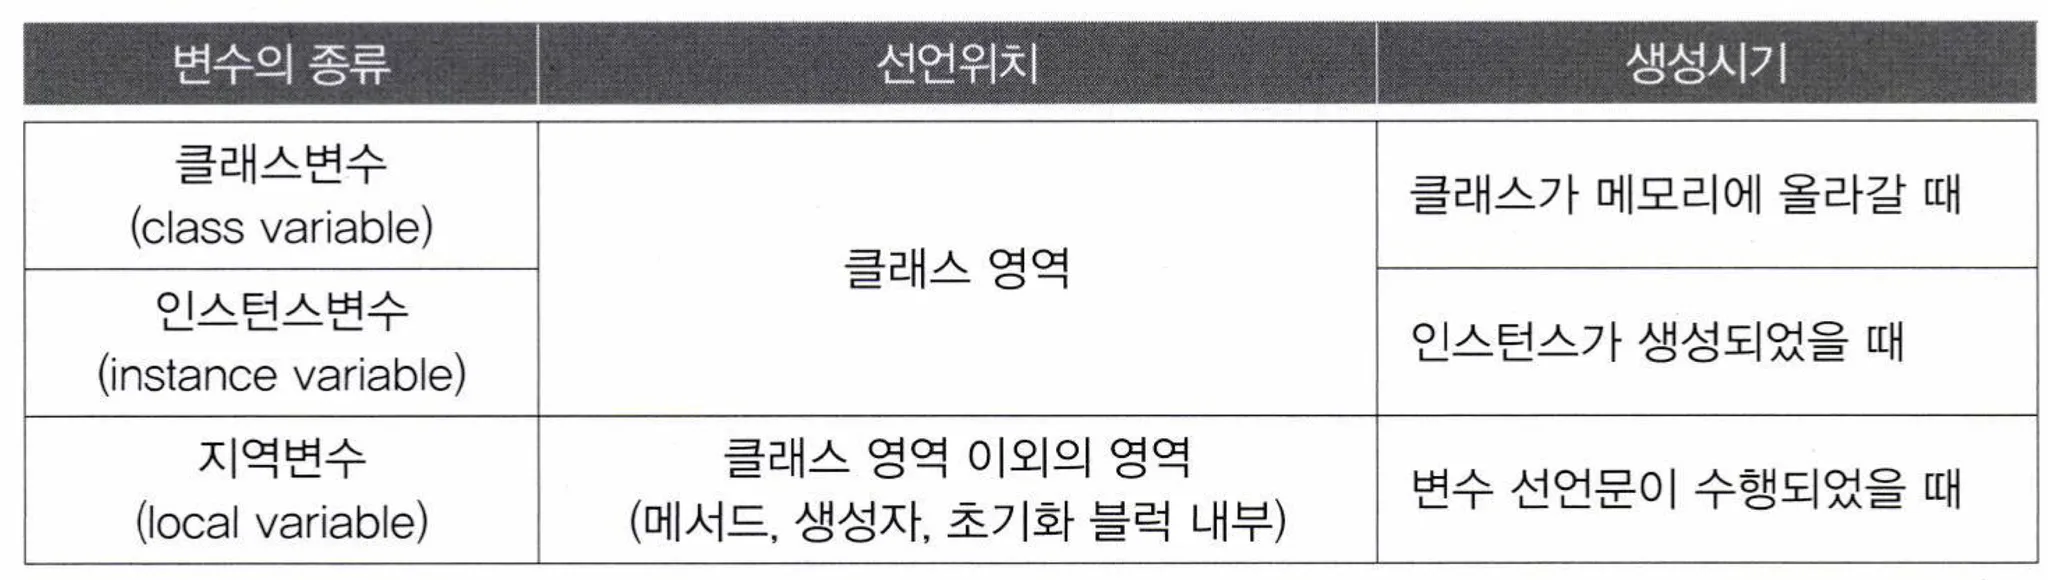 변수의 종류
선언위치
생성시기
클래스변수
(class variable)
클래스 영역
클래스가 메모리에 올라갈 때
인스턴스변수
(instance variable)
인스턴스가 생성되었을 때
지역변수
(local variable)
클래스 영역 이외의 영역
(메서드, 생성자, 초기화 블럭 내부)
변수 선언문이 수행되었을 때